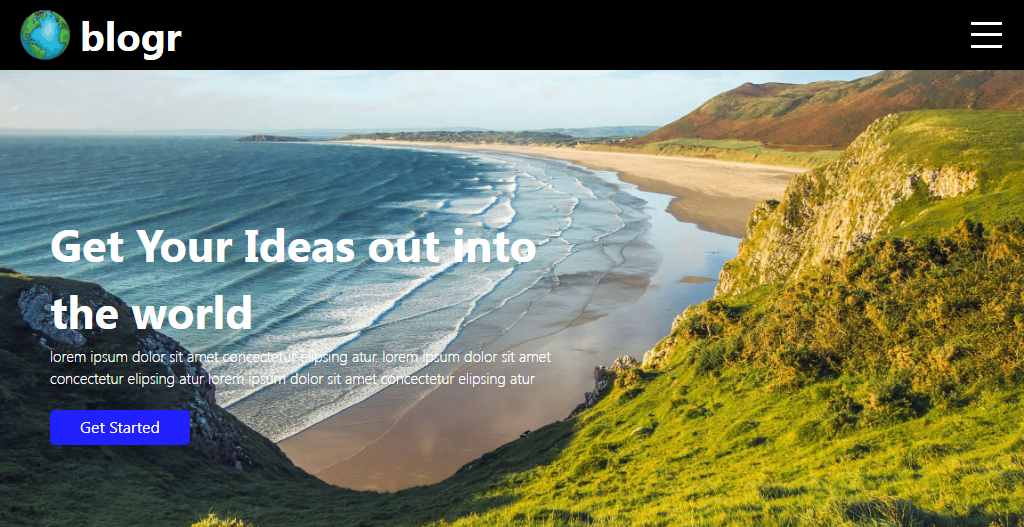 blogr
Get Your Ideas out into
the world
lorem ipsum dolor sit amet concectetur elipsing atur. lorem ipsum dolor sit amet
concectetur elipsing atur lorem ipsum dolor sit amet concectetur elipsing atur
Get Started